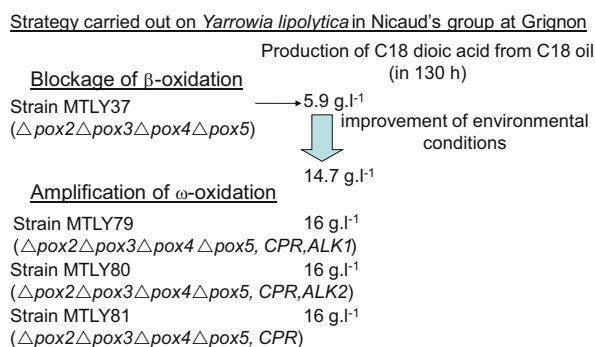 Strategy carried out on Yarrowia lipolytica in Nicaud's group at Grignon
Production of C18 dioic acid from C18 oil
(in 130 h)
Blockage of β-oxidation
Strain MTLY37
5.9 g.l⁻¹
(△pox2△pox3△pox4△pox5)
improvement of environmental
conditions
14.7 g.l⁻¹
Amplification of ω-oxidation
Strain MTLY79
16 g.l⁻¹
(△pox2△pox3△pox4 △pox5, CPR,ALK1)
Strain MTLY80
16 g.l⁻¹
(△pox2△pox3△pox4△pox5, CPR,ALK2)
Strain MTLY81
16 g.l⁻¹
(△pox2△pox3△pox4△pox5, CPR)